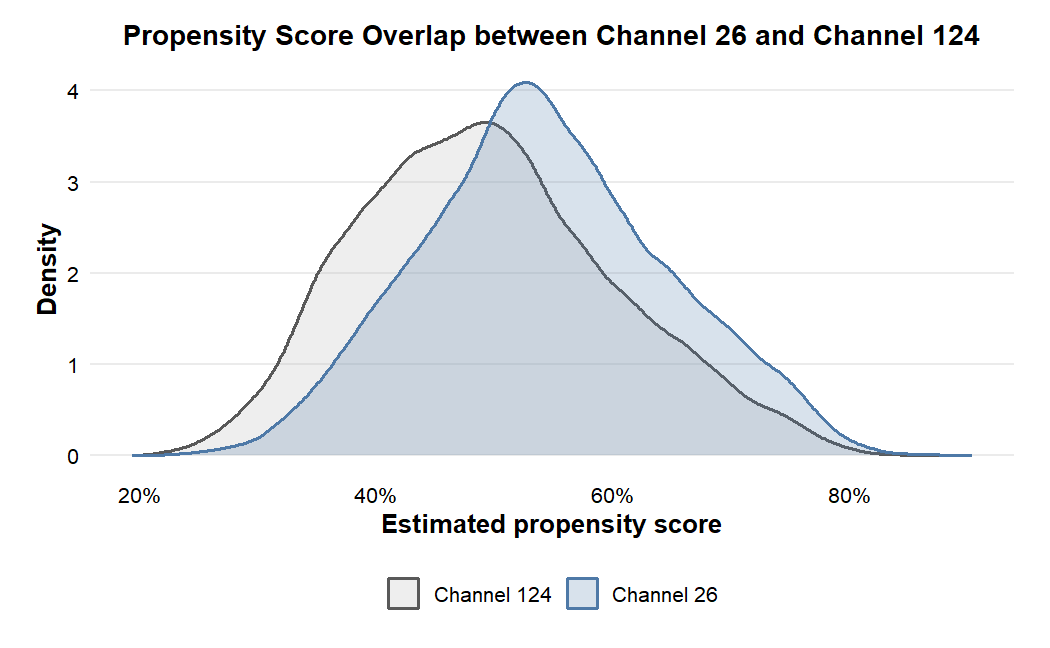 Propensity Score Overlap between Channel 26 and Channel 124
Density
4
3
2
1
0
20% 40% 60% 80%
Estimated propensity score
Channel 124 Channel 26